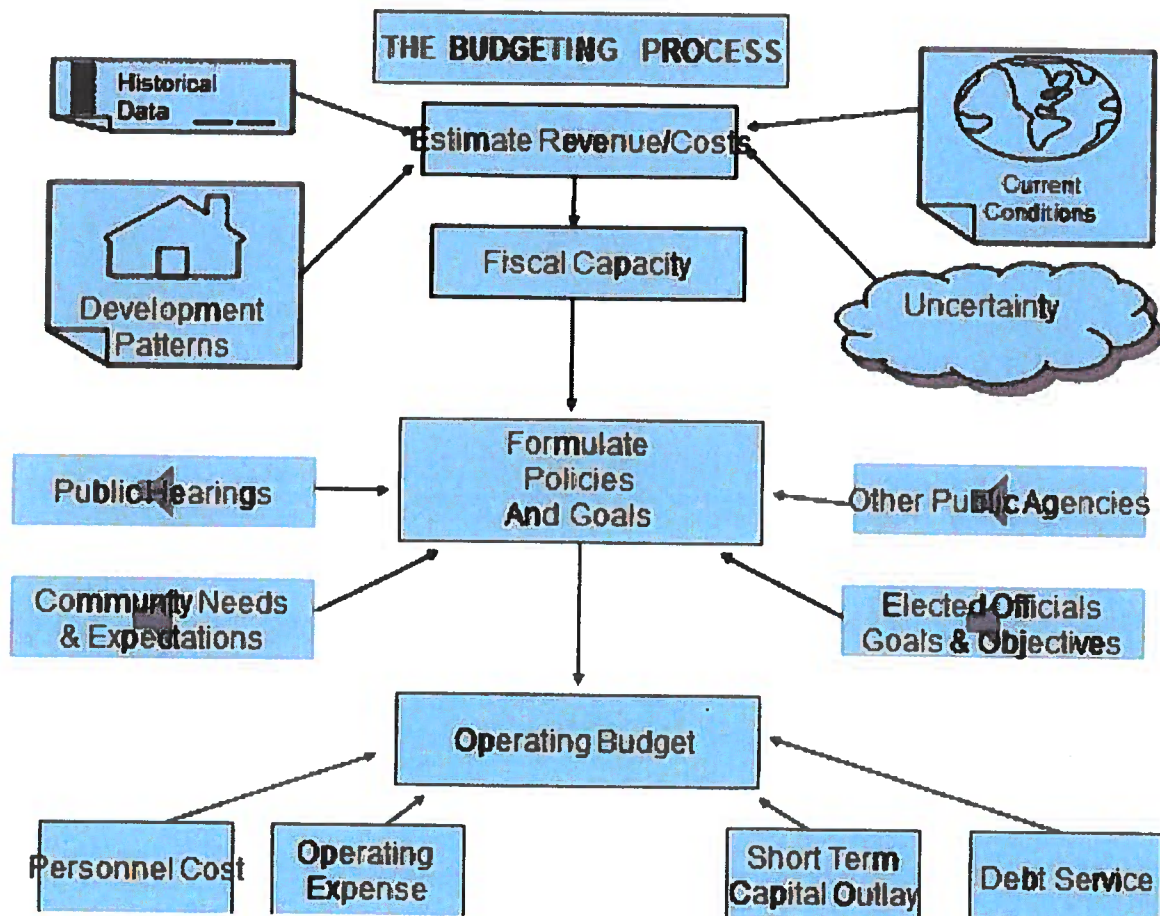 THE BUDGETING PROCESS
Historical
Data
Estimate Revenue/Costs
Current
Conditions
Fiscal Capacity
Development
Patterns
Uncertainty
Formulate
Policies
And Goals
Public Hearings
Other Public Agencies
Community Needs
& Expectations
Elected Officials
Goals & Objectives
Operating Budget
Personnel Cost
Operating
Expense
Short Term
Capital Outlay
Debt Service